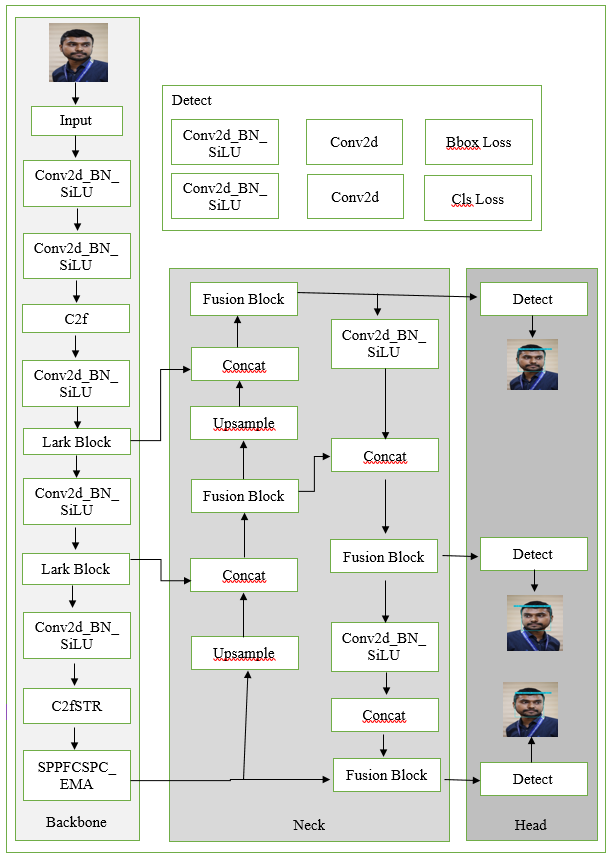 Input
Conv2d_BN_
SiLU
Conv2d_BN_
SiLU
C2f
Conv2d_BN_
SiLU
Lark Block
Conv2d_BN_
SiLU
Lark Block
Conv2d_BN_
SiLU
C2fSTR
SPPFCSPC_
EMA
Backbone
Detect
Conv2d_BN_
SiLU
Conv2d
Bbox Loss
Conv2d_BN_
SiLU
Conv2d
Cls Loss
Fusion Block
Concat
Upsample
Fusion Block
Concat
Upsample
Conv2d_BN_
SiLU
Concat
Fusion Block
Conv2d_BN_
SiLU
Concat
Fusion Block
Neck
Detect
Detect
Detect
Head